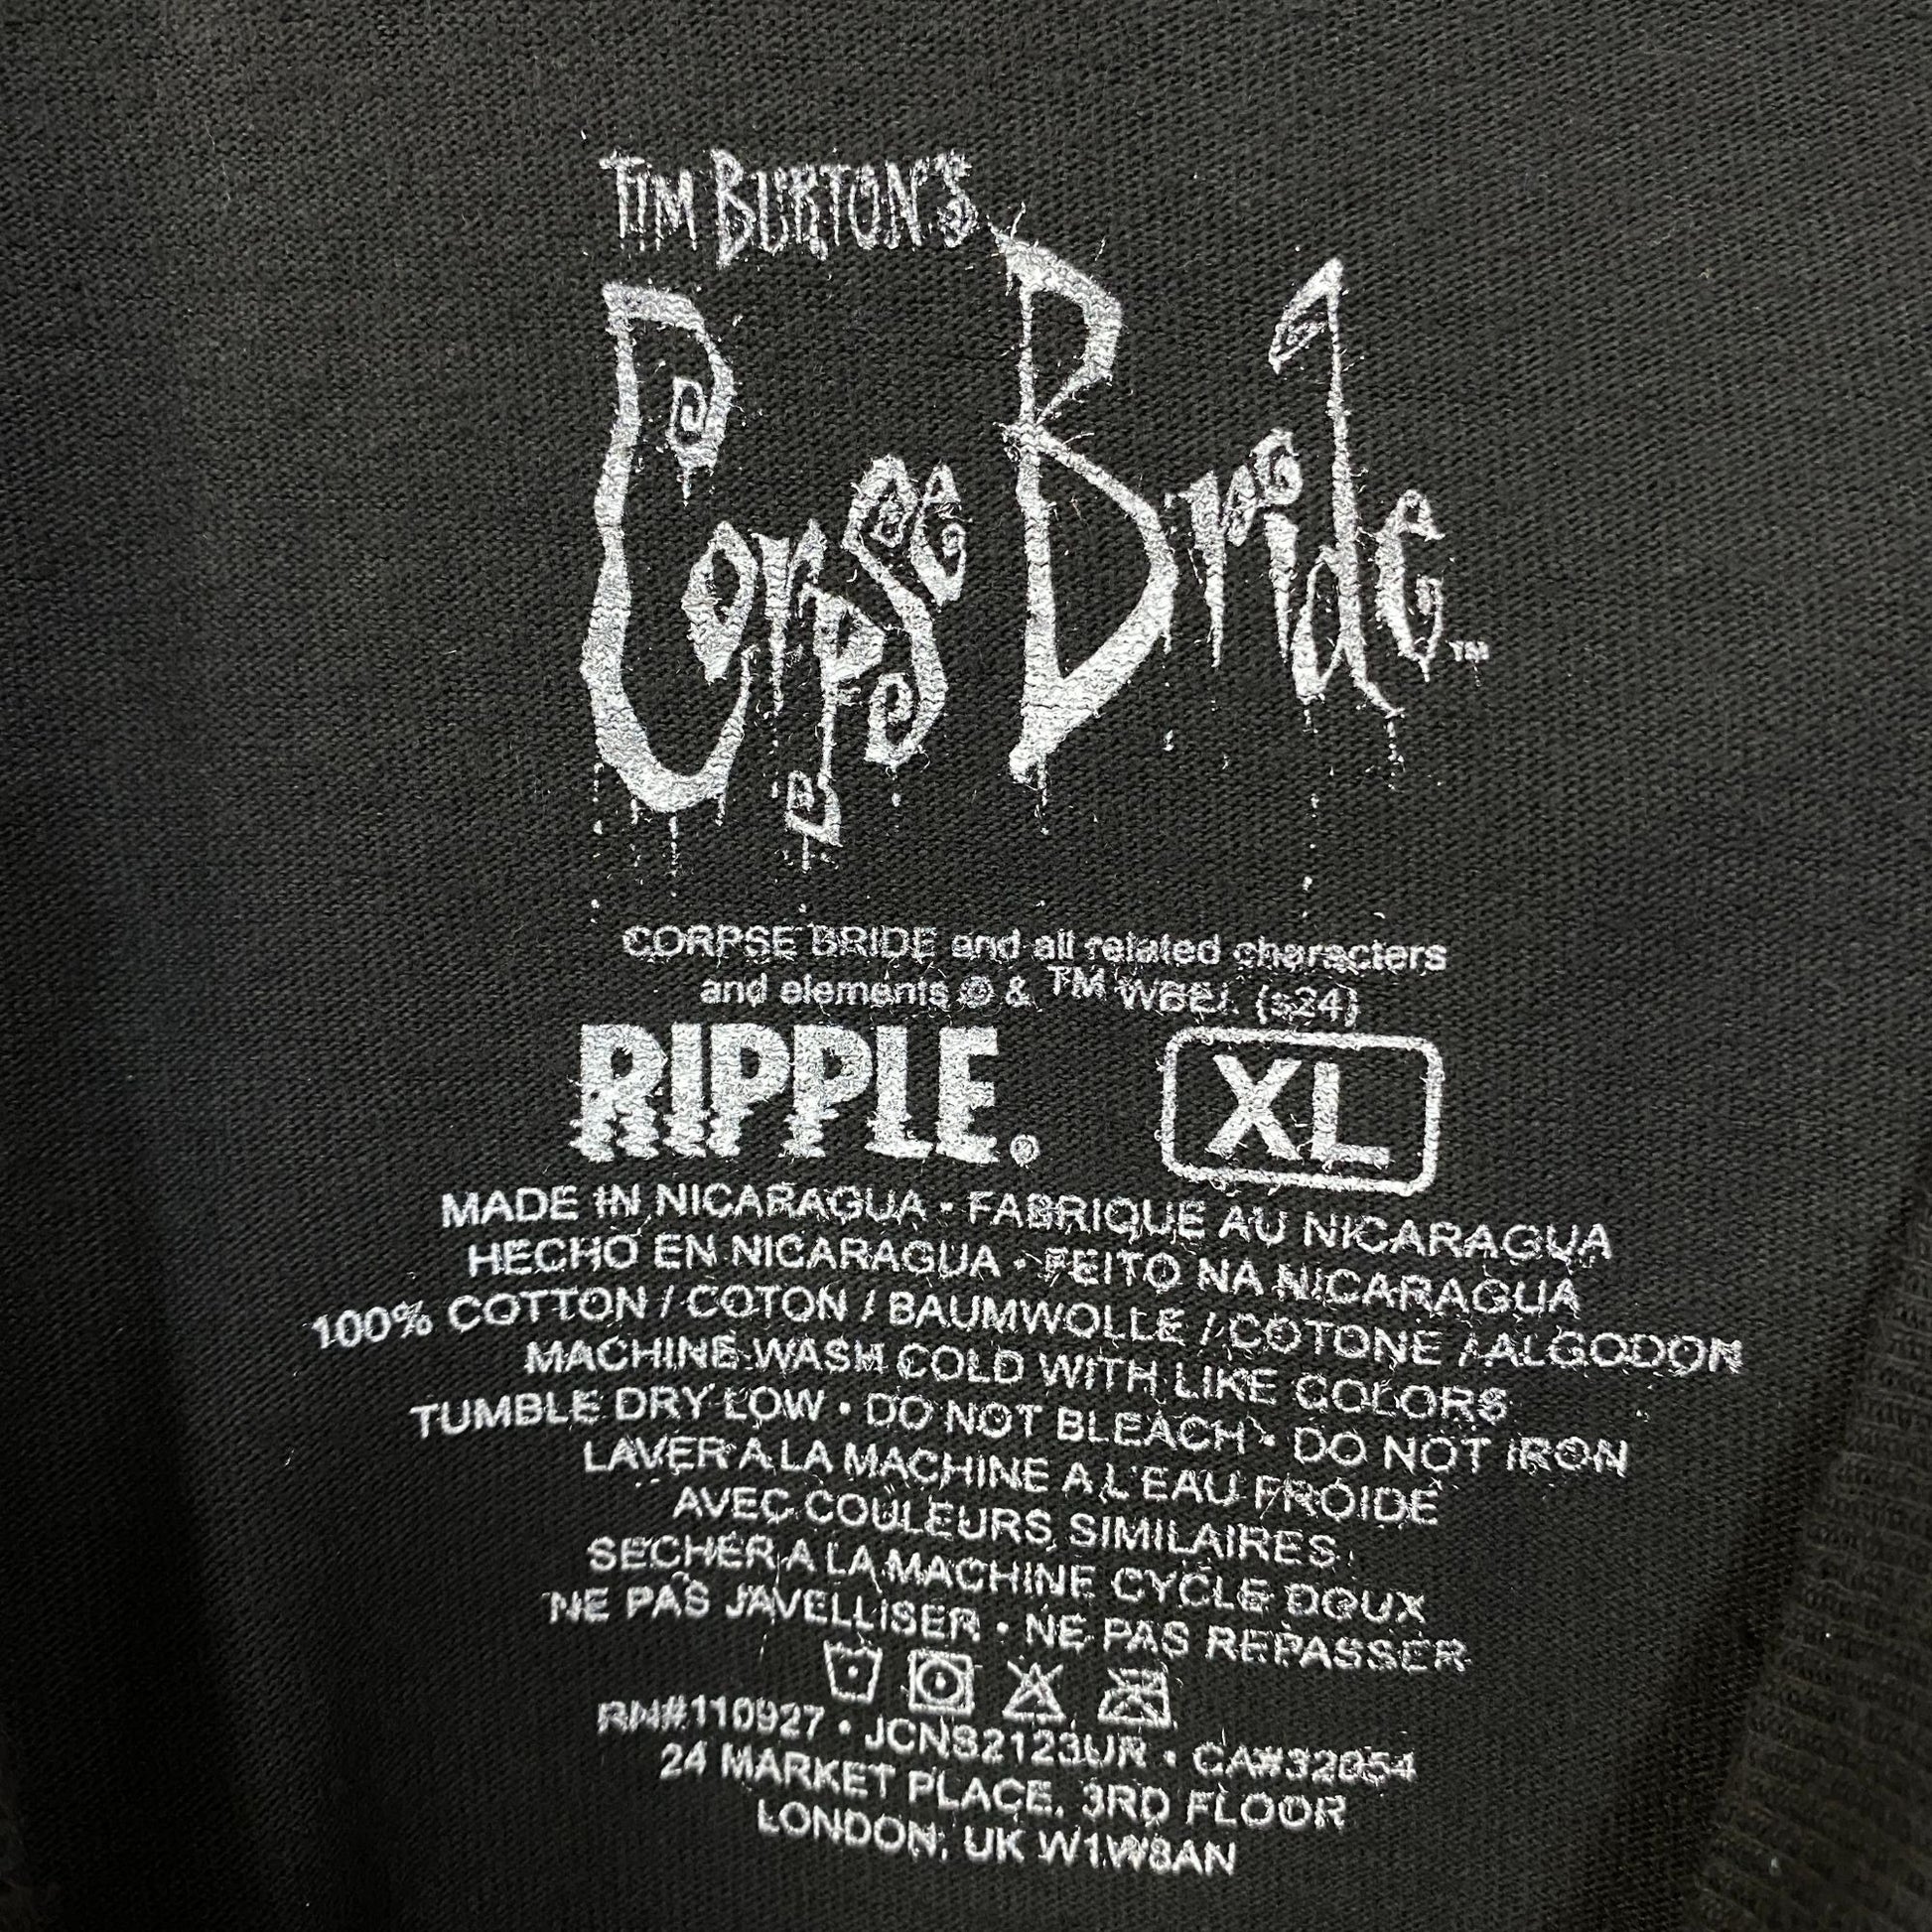 TIM BURTON'S
Corpse Bride™
CORPSE BRIDE and all related characters
and elements © & ™ WBEI. (s24)
RIPPLE. XL
MADE IN NICARAGUA • FABRIQUE AU NICARAGUA
HECHO EN NICARAGUA • FEITO NA NICARAGUA
100% COTTON / COTON / BAUMWOLLE / COTONE / ALGODON
MACHINE WASH COLD WITH LIKE COLORS
TUMBLE DRY LOW • DO NOT BLEACH • DO NOT IRON
LAVER A LA MACHINE A L'EAU FROIDE
AVEC COULEURS SIMILAIRES
SECHER A LA MACHINE CYCLE DOUX
NE PAS JAVELLISER • NE PAS REPASSER
RN#110927 • JCNS2123UR • CA#32054
24 MARKET PLACE, 3RD FLOOR
LONDON, UK W1W8AN